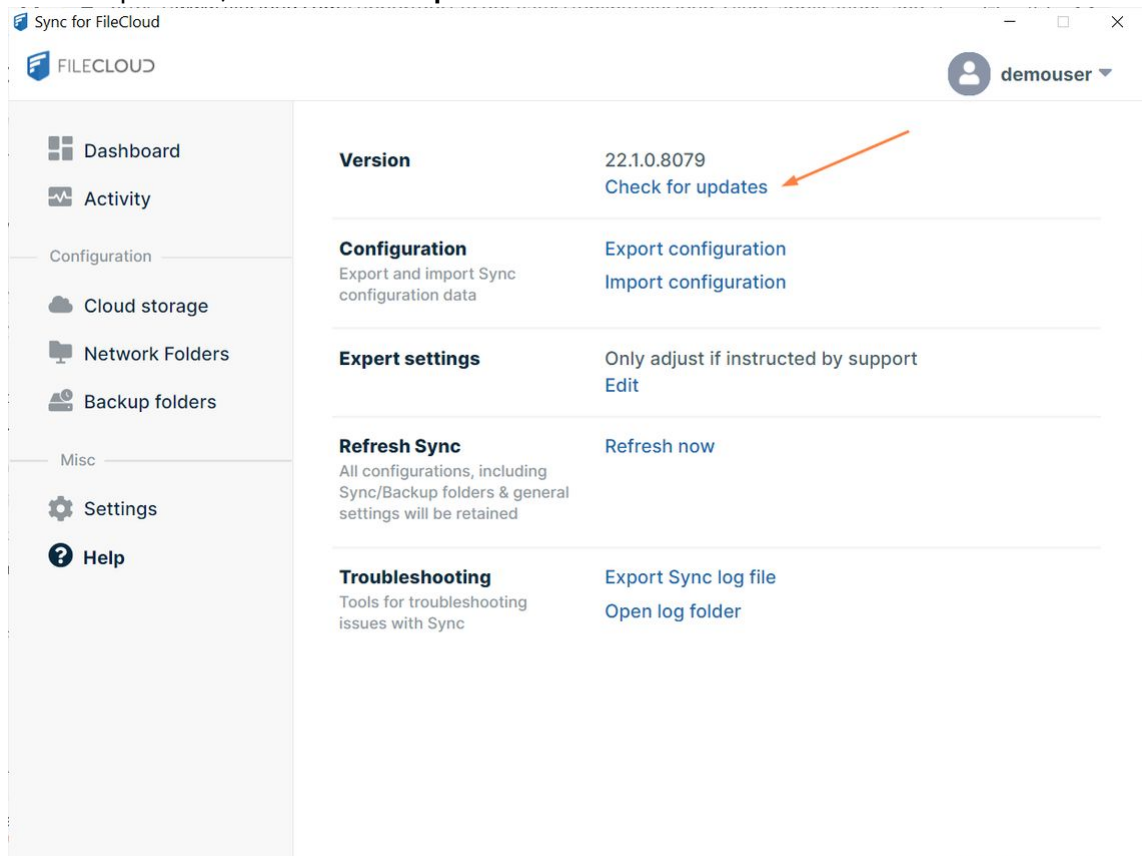 Sync for FileCloud
FILECLOUD
demouser
Dashboard
Activity
Configuration
Cloud storage
Network Folders
Backup folders
Misc
Settings
Help
Version
22.1.0.8079
Check for updates
Configuration
Export and import Sync
configuration data
Export configuration
Import configuration
Expert settings
Only adjust if instructed by support
Edit
Refresh Sync
All configurations, including
Sync/Backup folders & general
settings will be retained
Refresh now
Troubleshooting
Tools for troubleshooting
issues with Sync
Export Sync log file
Open log folder